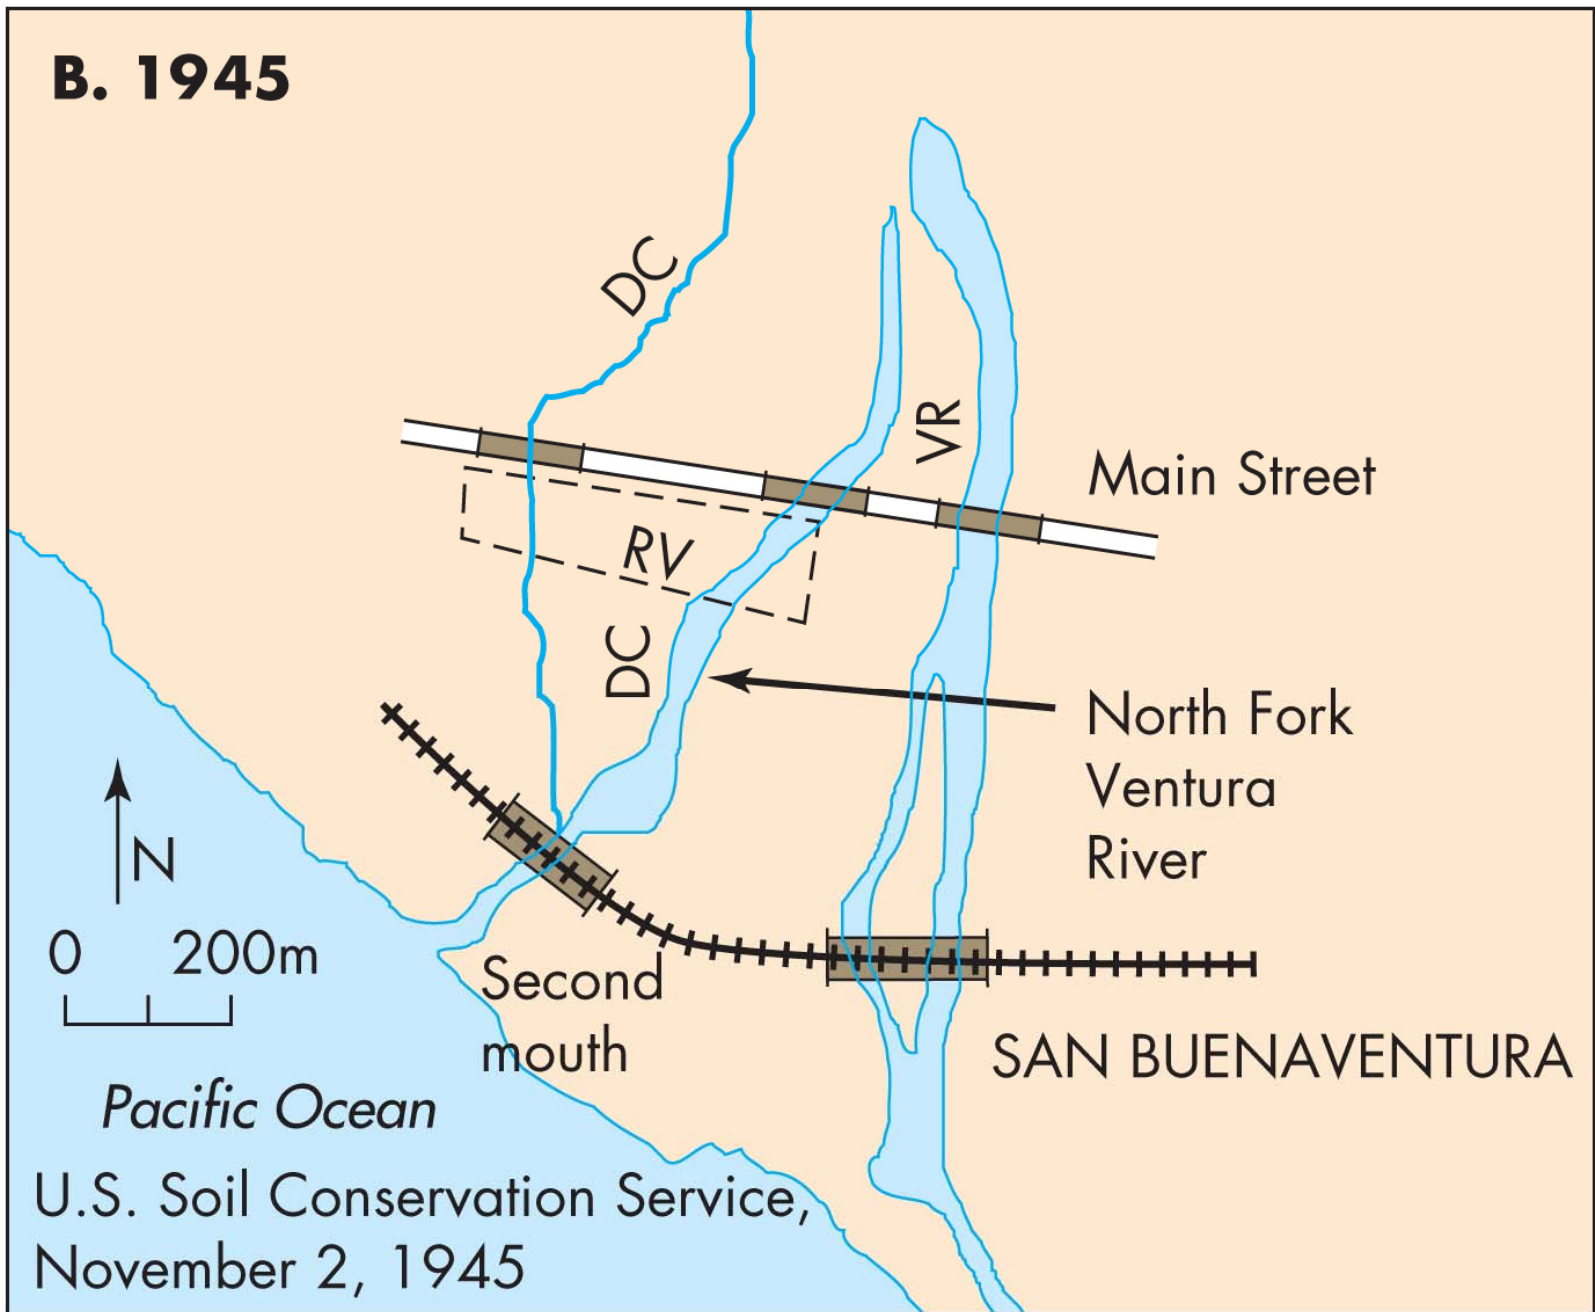 B. 1945
DC
VR
Main Street
RV
DC
North Fork
Ventura
River
N
0 200m
Second
mouth
SAN BUENAVENTURA
Pacific Ocean
U.S. Soil Conservation Service,
November 2, 1945